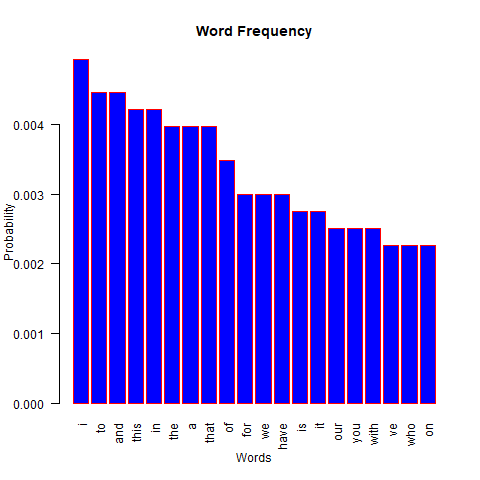 Word Frequency
0.004
0.003
0.002
0.001
0.000
Probability
i to and this in the a that of for we have is it our you with ve who on
Words